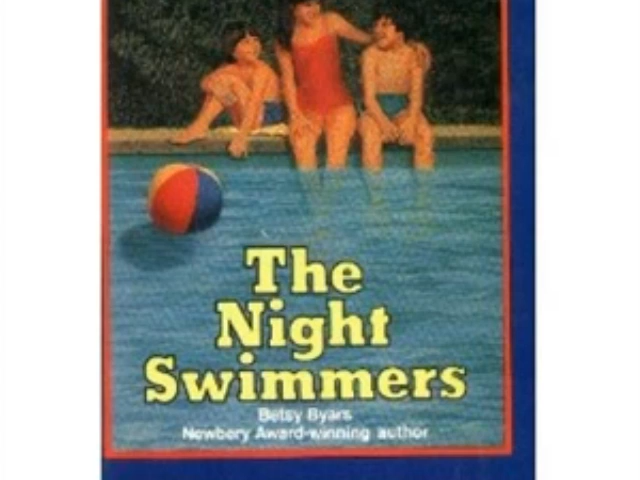 The
Night
Swimmers
Betsy Byars
Newbery Award-winning author